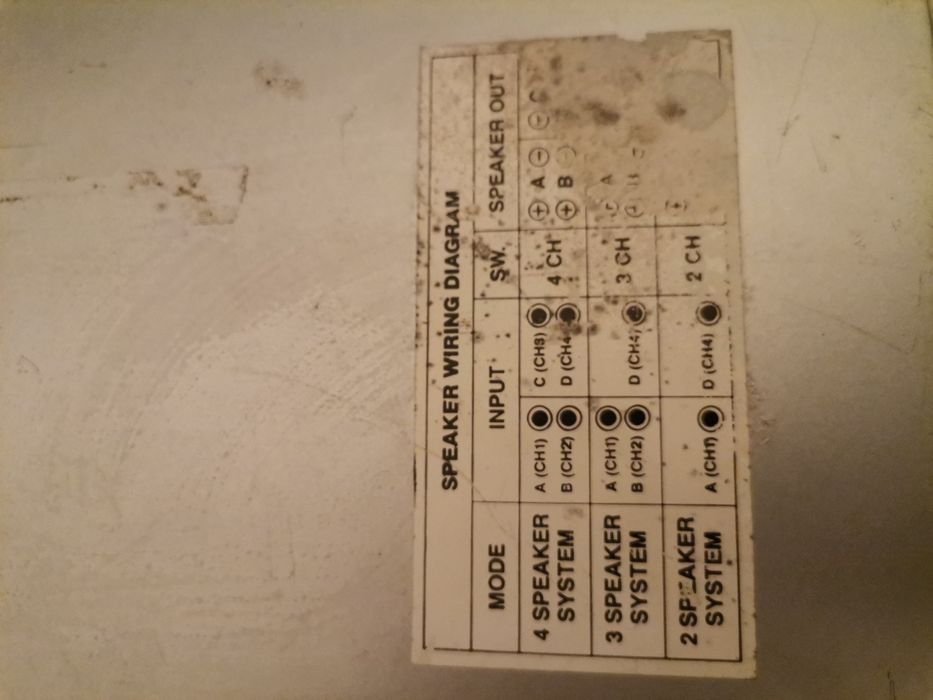 SPEAKER WIRING DIAGRAM
MODE INPUT SW. SPEAKER OUT
4 SPEAKER SYSTEM
A (CH1) C (CH3)
B (CH2) D (CH4
4 CH
⊕ A ⊖ ⊖ C
⊕ B ⊖
3 SPEAKER SYSTEM
A (CH1)
B (CH2) D (CH4)
3 CH
A
B
2 SPEAKER SYSTEM
A (CH1) D (CH4)
2 CH
⊕